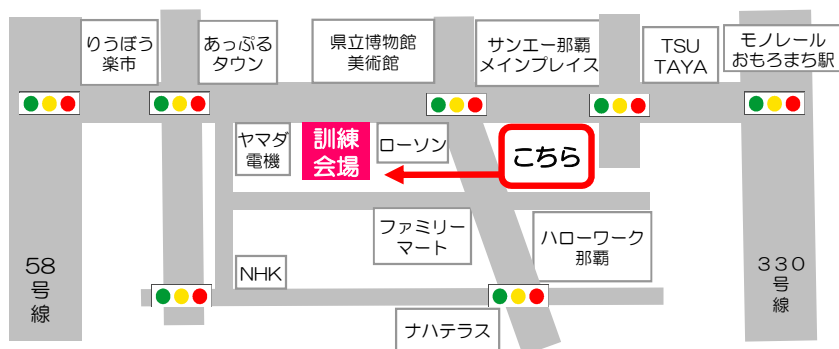 りうぼう
楽市
あっぷる
タウン
県立博物館
美術館
サンエー那覇
メインプレイス
TSU
TAYA
モノレール
おもろまち駅
ヤマダ
電機
訓練
会場
ローソン
こちら
ファミリー
マート
ハローワーク
那覇
NHK
ナハテラス
58
号
線
330
号
線